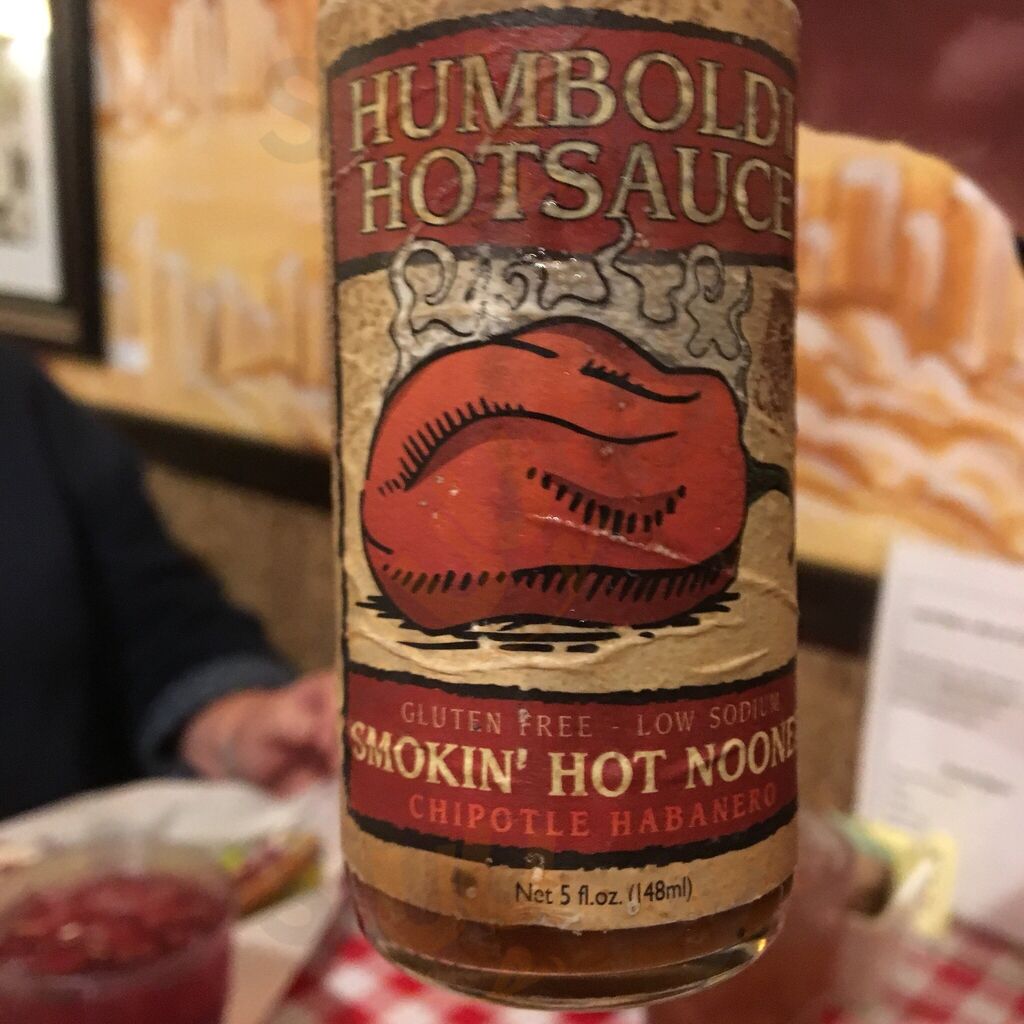 HUMBOLDT
HOTSAUCE
GLUTEN FREE - LOW SODIUM
SMOKIN' HOT NOONE
CHIPOTLE HABANERO
Net 5 fl.oz. (148ml)